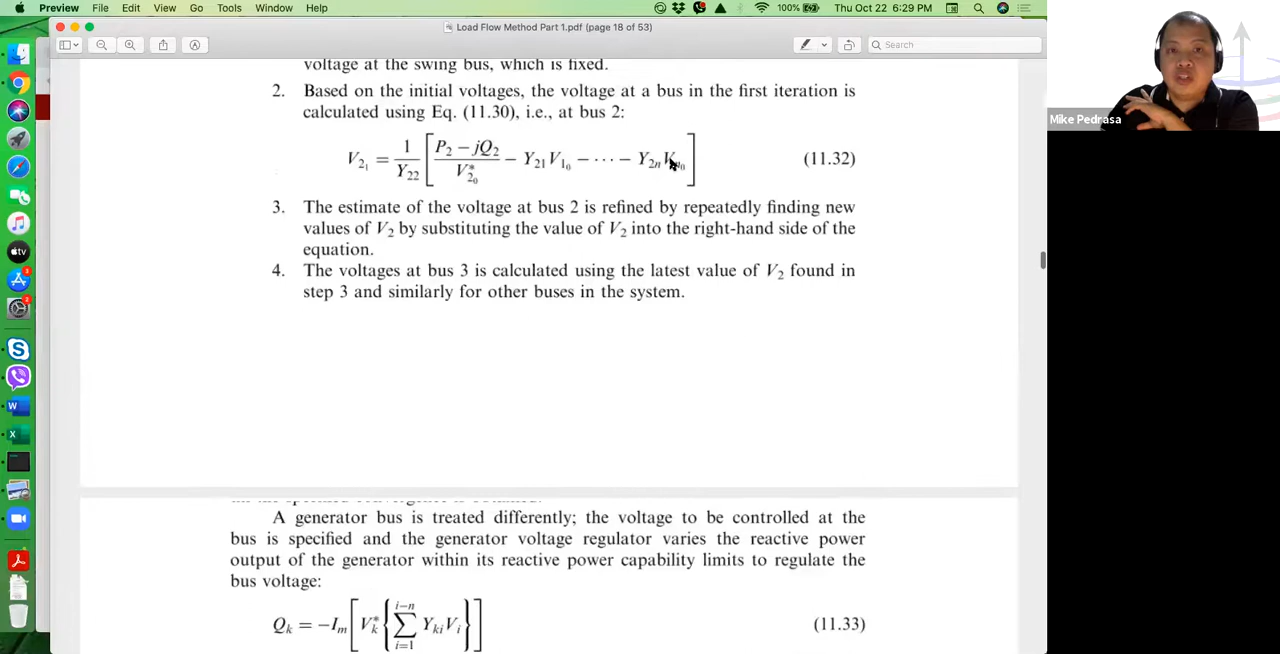 Preview File Edit View Go Tools Window Help 100% Thu Oct 22 6:29 PM
Load Flow Method Part 1.pdf (page 18 of 53)
Search
voltage at the swing bus, which is fixed.
2. Based on the initial voltages, the voltage at a bus in the first iteration is
calculated using Eq. (11.30), i.e., at bus 2:
V₂₁ = 1/Y₂₂ [ (P₂ − jQ₂)/V*₂₀ − Y₂₁V₁₀ − ··· − Y₂ₙVₙ₀ ] (11.32)
3. The estimate of the voltage at bus 2 is refined by repeatedly finding new
values of V₂ by substituting the value of V₂ into the right-hand side of the
equation.
4. The voltages at bus 3 is calculated using the latest value of V₂ found in
step 3 and similarly for other buses in the system.
A generator bus is treated differently; the voltage to be controlled at the
bus is specified and the generator voltage regulator varies the reactive power
output of the generator within its reactive power capability limits to regulate the
bus voltage:
Qₖ = −Iₘ [ V*ₖ { ∑ i=1 i−n YₖᵢVᵢ } ] (11.33)
Mike Pedrasa
tv